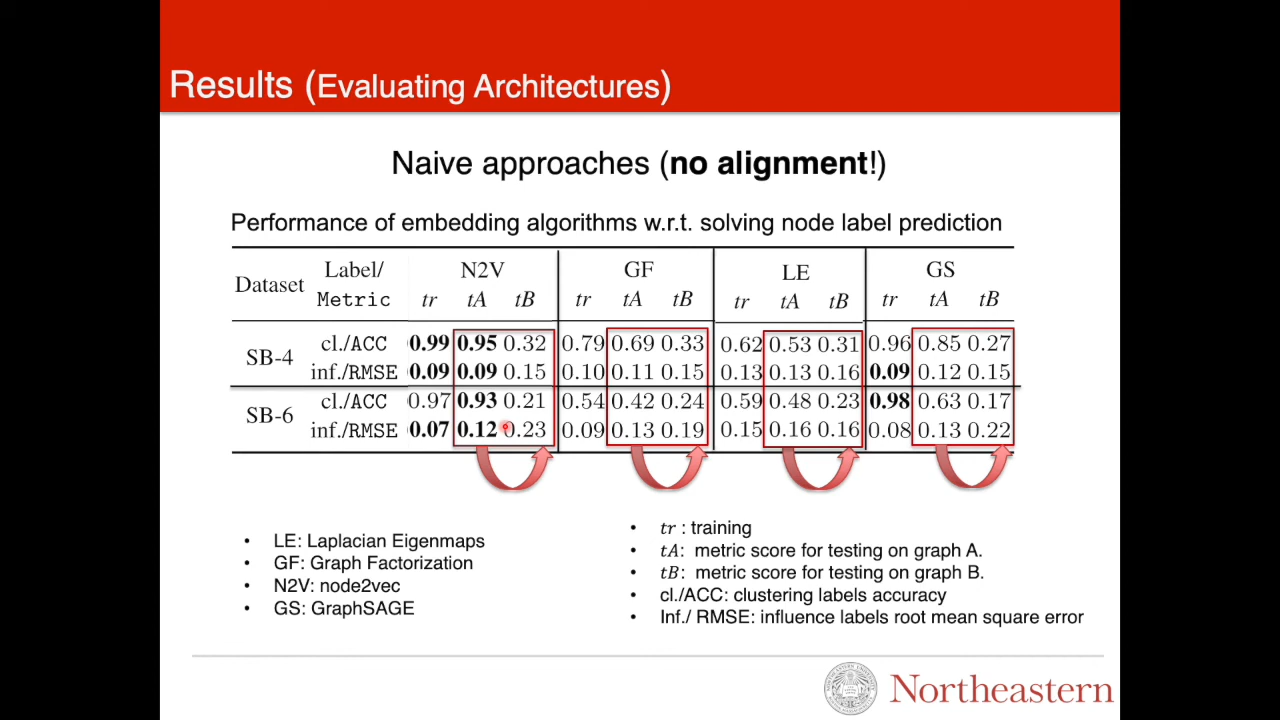 Results (Evaluating Architectures)
Naive approaches (no alignment!)
Performance of embedding algorithms w.r.t. solving node label prediction
Dataset Label/ Metric N2V GF LE GS
tr tA tB tr tA tB tr tA tB tr tA tB
SB-4 cl./ACC 0.99 0.95 0.32 0.79 0.69 0.33 0.62 0.53 0.31 0.96 0.85 0.27
inf./RMSE 0.09 0.09 0.15 0.10 0.11 0.15 0.13 0.13 0.16 0.09 0.12 0.15
SB-6 cl./ACC 0.97 0.93 0.21 0.54 0.42 0.24 0.59 0.48 0.23 0.98 0.63 0.17
inf./RMSE 0.07 0.12 0.23 0.09 0.13 0.19 0.15 0.16 0.16 0.08 0.13 0.22
• LE: Laplacian Eigenmaps
• GF: Graph Factorization
• N2V: node2vec
• GS: GraphSAGE
• tr : training
• tA: metric score for testing on graph A.
• tB: metric score for testing on graph B.
• cl./ACC: clustering labels accuracy
• Inf./ RMSE: influence labels root mean square error
Northeastern